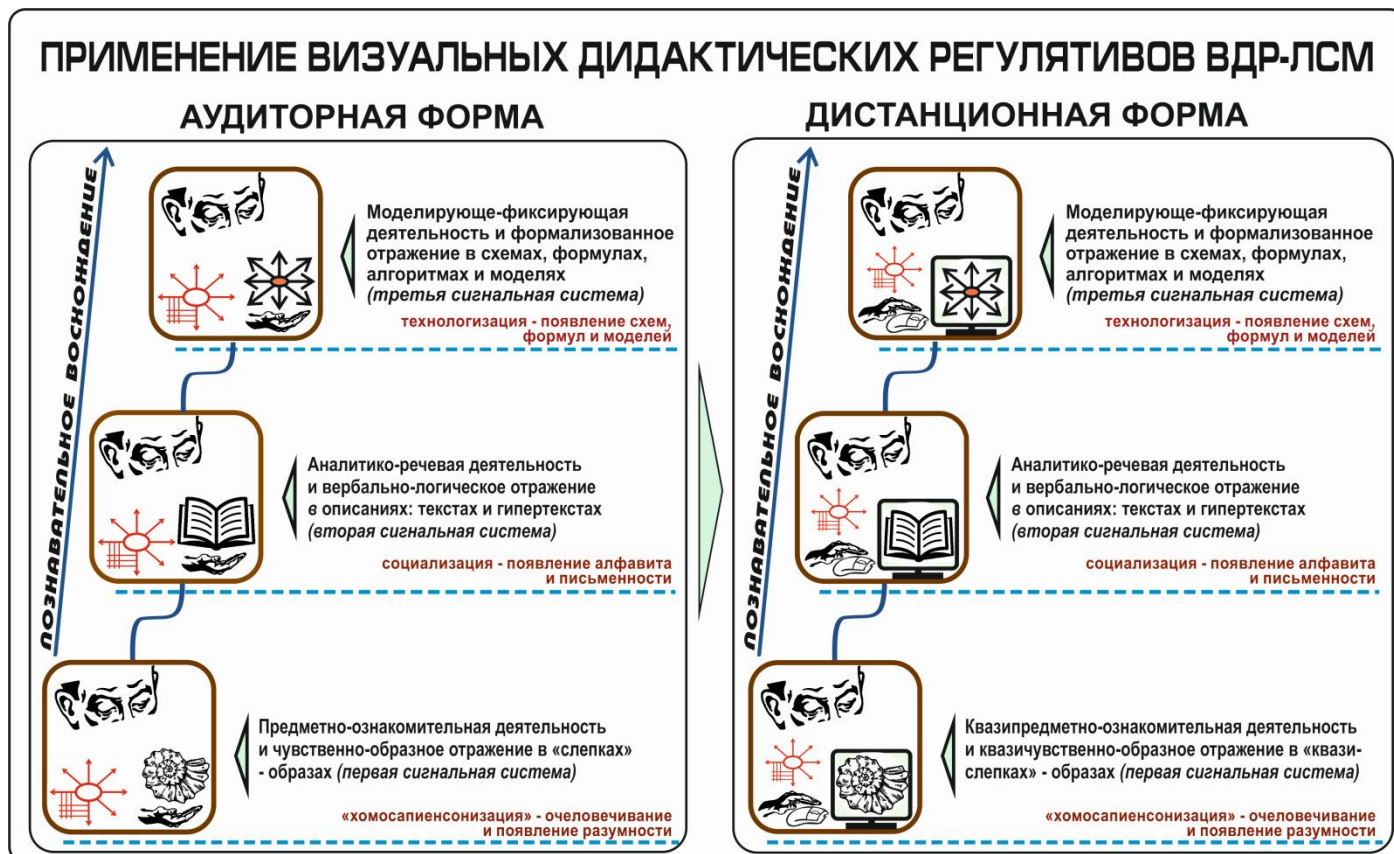 ПРИМЕНЕНИЕ ВИЗУАЛЬНЫХ ДИДАКТИЧЕСКИХ РЕГУЛЯТИВОВ ВДР-ЛСМ
АУДИТОРНАЯ ФОРМА
ПОЗНАВАТЕЛЬНОЕ ВОСХОЖДЕНИЕ
Моделирующе-фиксирующая
деятельность и формализованное
отражение в схемах, формулах,
алгоритмах и моделях
(третья сигнальная система)
технологизация - появление схем,
формул и моделей
Аналитико-речевая деятельность
и вербально-логическое отражение
в описаниях: текстах и гипертекстах
(вторая сигнальная система)
социализация - появление алфавита
и письменности
Предметно-ознакомительная деятельность
и чувственно-образное отражение в «слепках»
- образах (первая сигнальная система)
«хомосапиенсонизация» - очеловечивание
и появление разумности
ДИСТАНЦИОННАЯ ФОРМА
ПОЗНАВАТЕЛЬНОЕ ВОСХОЖДЕНИЕ
Моделирующе-фиксирующая
деятельность и формализованное
отражение в схемах, формулах,
алгоритмах и моделях
(третья сигнальная система)
технологизация - появление схем,
формул и моделей
Аналитико-речевая деятельность
и вербально-логическое отражение
в описаниях: текстах и гипертекстах
(вторая сигнальная система)
социализация - появление алфавита
и письменности
Квазипредметно-ознакомительная деятельность
и квазичувственно-образное отражение в «квази-
слепках» - образах (первая сигнальная система)
«хомосапиенсонизация» - очеловечивание
и появление разумности